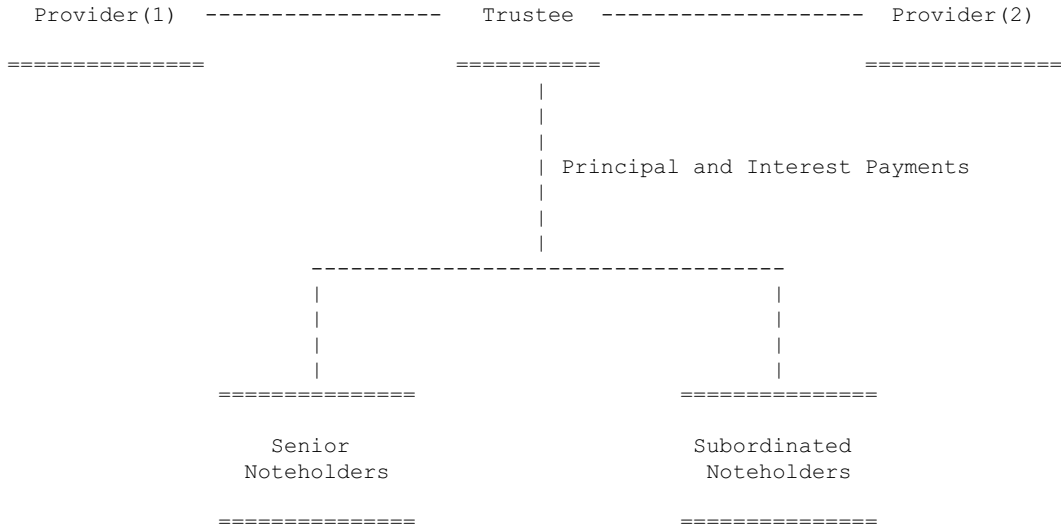 Provider(1) ------------------ Trustee -------------------- Provider(2)
=============== =========== ===============
|
|
|
| Principal and Interest Payments
|
|
|
------------------------------------
| |
| |
| |
| |
=============== ===============
Senior Subordinated
Noteholders Noteholders
=============== ===============